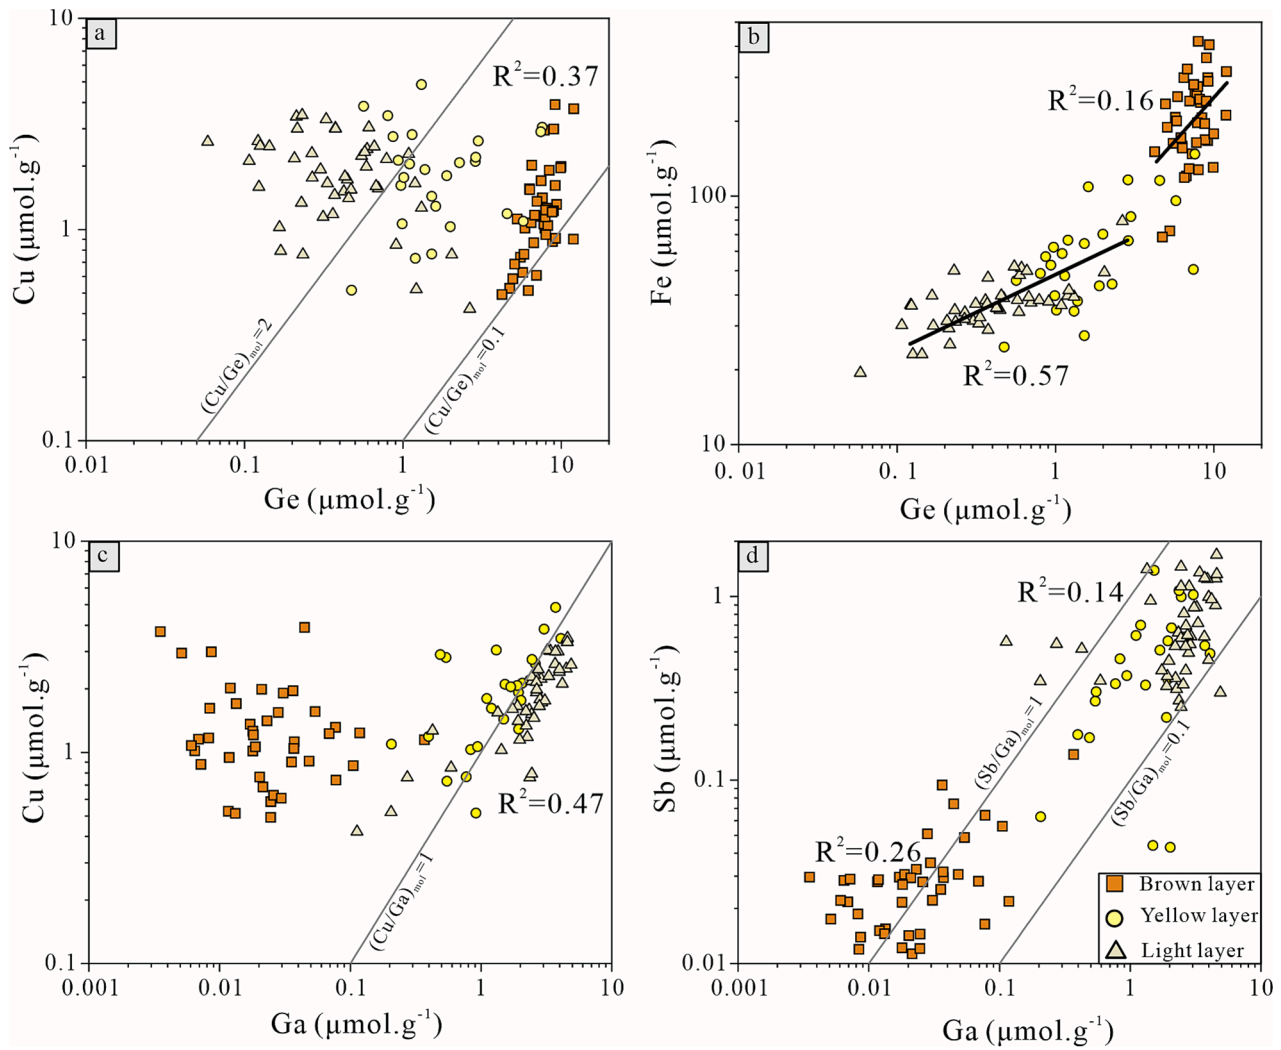 a
10
1
0.1
R²=0.37
(Cu/Ge)mol=2
(Cu/Ge)mol=0.1
Cu (μmol.g⁻¹)
0.01 0.1 1 10
Ge (μmol.g⁻¹)
b
100
10
R²=0.16
R²=0.57
Fe (μmol.g⁻¹)
0.01 0.1 1 10
Ge (μmol.g⁻¹)
c
10
1
0.1
R²=0.47
(Cu/Ga)mol=1
Cu (μmol.g⁻¹)
0.001 0.01 0.1 1 10
Ga (μmol.g⁻¹)
d
1
0.1
0.01
R²=0.14
R²=0.26
(Sb/Ga)mol=1
(Sb/Ga)mol=0.1
Brown layer
Yellow layer
Light layer
Sb (μmol.g⁻¹)
0.001 0.01 0.1 1 10
Ga (μmol.g⁻¹)